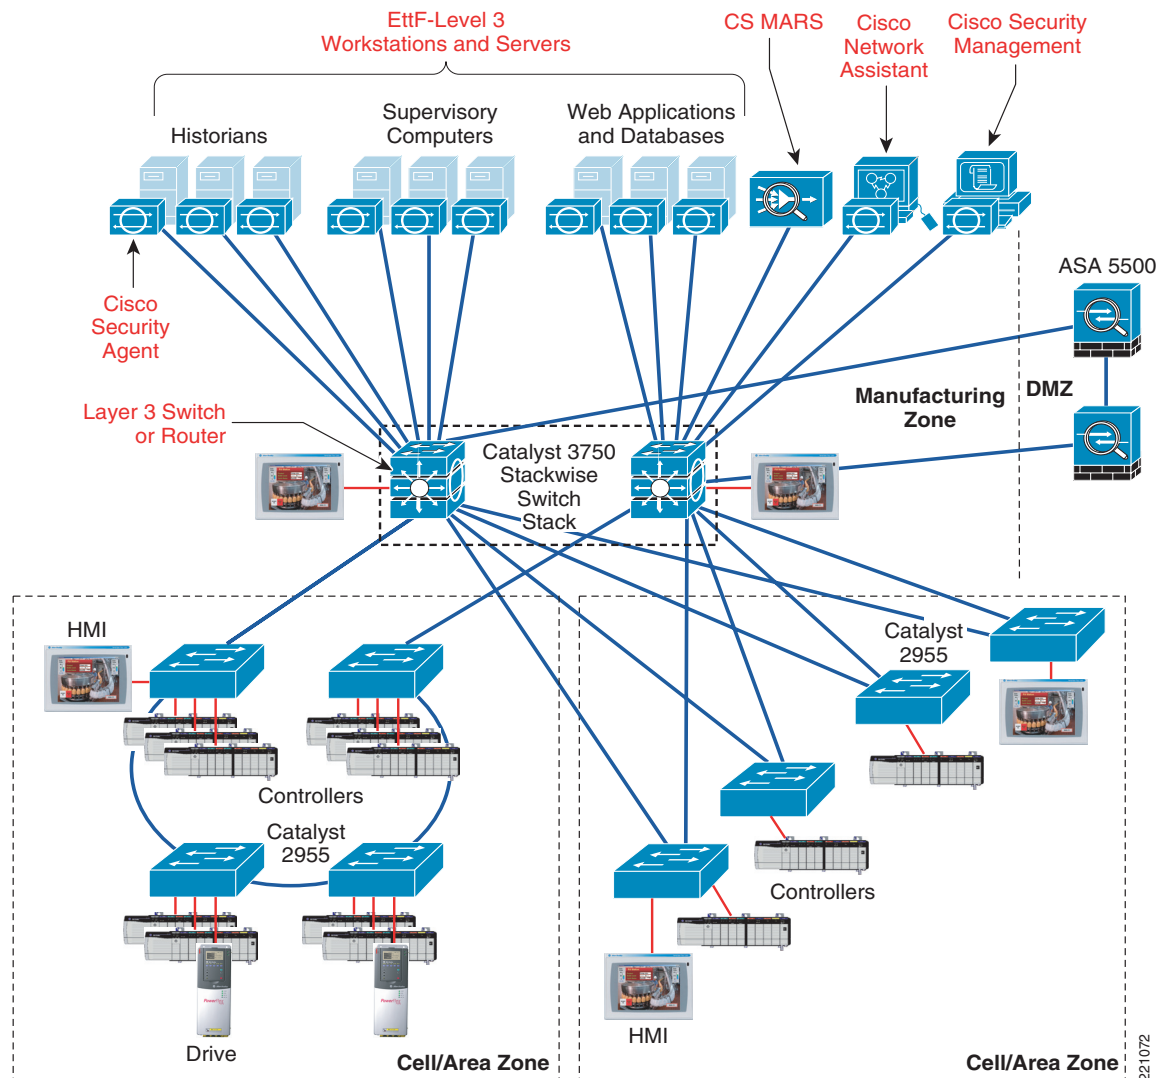 EttF-Level 3
Workstations and Servers
CS MARS
Cisco
Network
Assistant
Cisco Security
Management
Historians
Supervisory
Computers
Web Applications
and Databases
Cisco
Security
Agent
ASA 5500
Layer 3 Switch
or Router
Catalyst 3750
Stackwise
Switch
Stack
Manufacturing
Zone
DMZ
HMI
Controllers
Catalyst
2955
Drive
Cell/Area Zone
Catalyst
2955
Controllers
HMI
Cell/Area Zone
221072